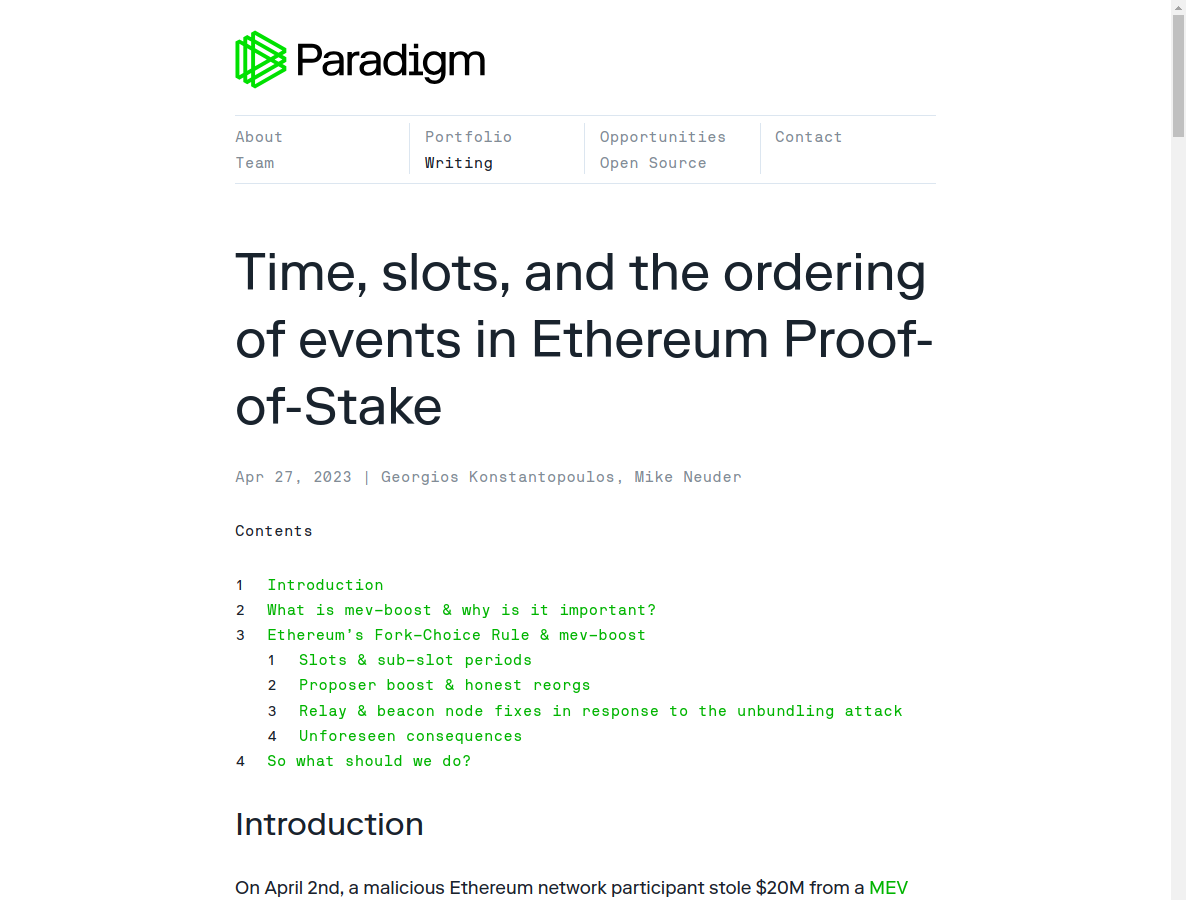 Paradigm
About
Team
Portfolio
Writing
Opportunities
Open Source
Contact
Time, slots, and the ordering
of events in Ethereum Proof-
of-Stake
Apr 27, 2023 | Georgios Konstantopoulos, Mike Neuder
Contents
1 Introduction
2 What is mev-boost & why is it important?
3 Ethereum's Fork-Choice Rule & mev-boost
1 Slots & sub-slot periods
2 Proposer boost & honest reorgs
3 Relay & beacon node fixes in response to the unbundling attack
4 Unforeseen consequences
4 So what should we do?
Introduction
On April 2nd, a malicious Ethereum network participant stole $20M from a MEV